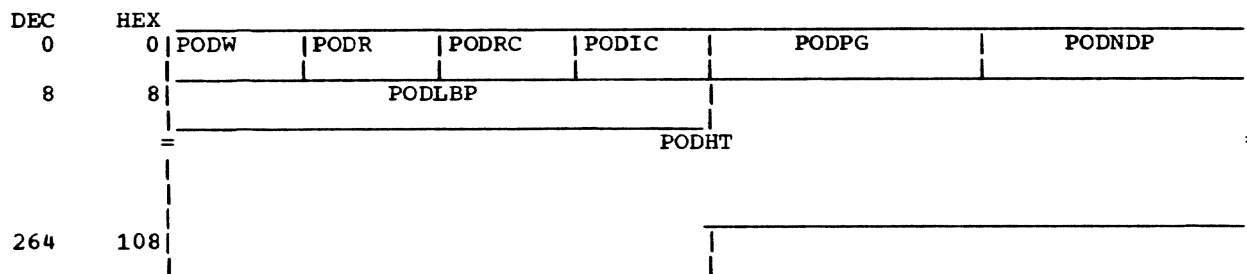 DEC HEX
0 0 PODW PODR PODRC PODIC PODPG PODNDP
8 8 PODLBP
= PODHT
264 108